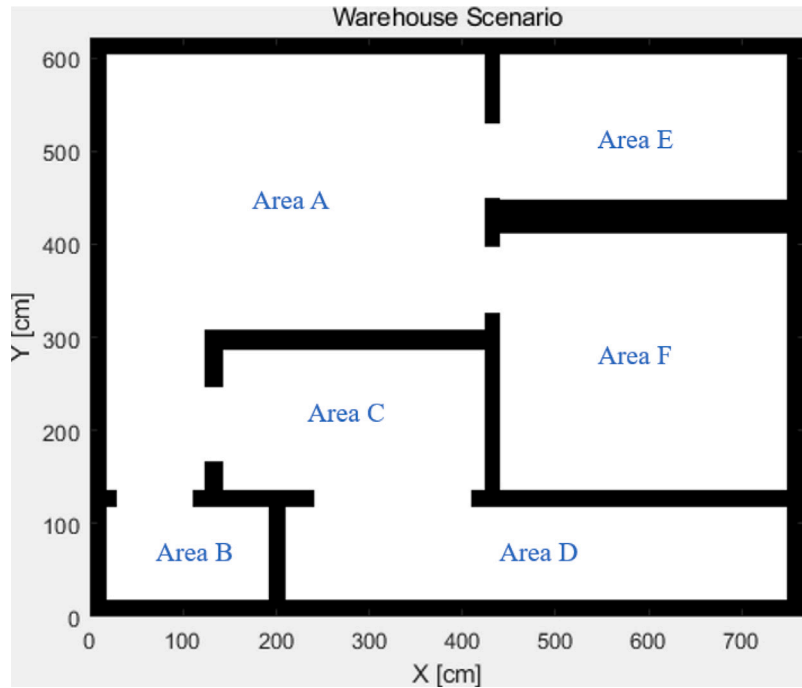 Warehouse Scenario
600
500
400
300
200
100
0
Y [cm]
Area E
Area A
Area F
Area C
Area B
Area D
0 100 200 300 400 500 600 700
X [cm]